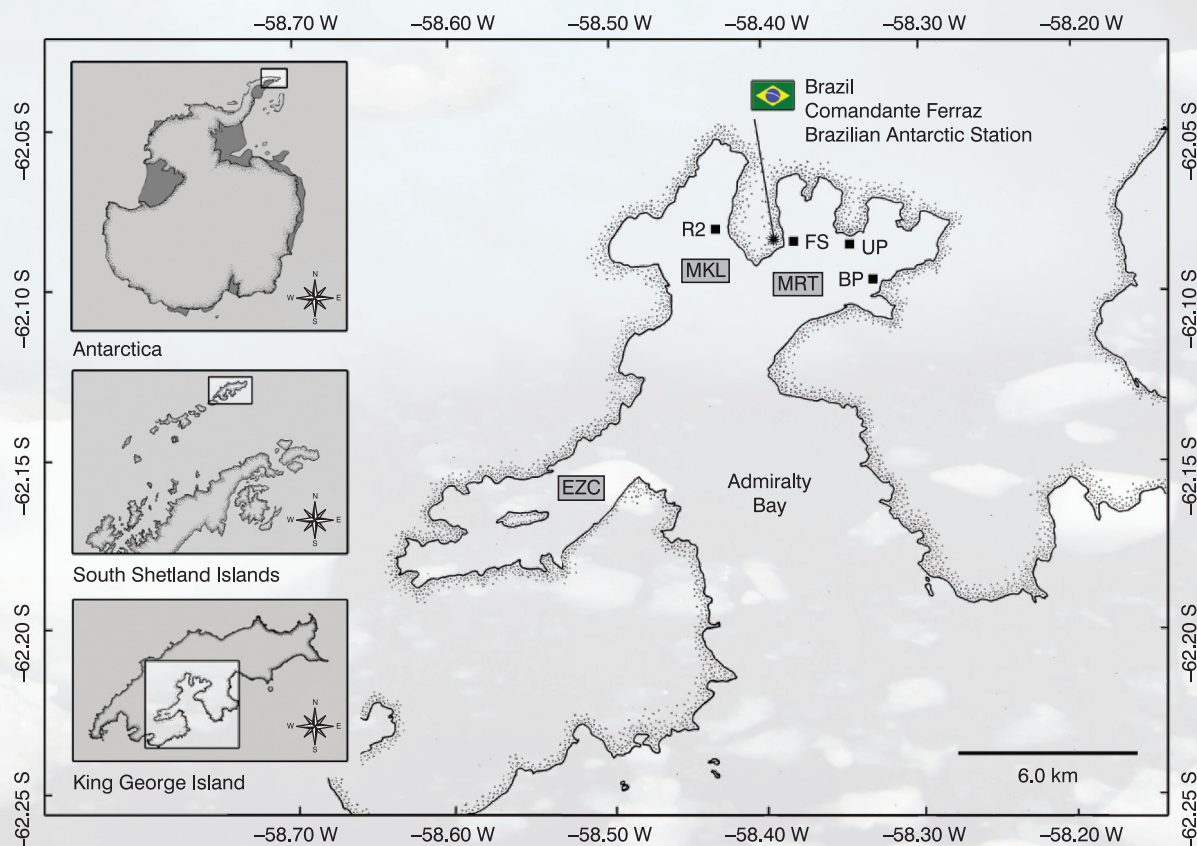 −58.70 W
−58.60 W
−58.50 W
−58.40 W
−58.30 W
−58.20 W
−62.05 S
−62.10 S
−62.15 S
−62.20 S
−62.25 S
N
W E
S
Antarctica
N
W E
S
South Shetland Islands
N
W E
S
King George Island
Brazil
Comandante Ferraz
Brazilian Antarctic Station
R2
FS
UP
MKL
MRT
BP
EZC
Admiralty
Bay
6.0 km
−62.05 S
−62.10 S
−62.15 S
−62.20 S
−62.25 S
−58.70 W
−58.60 W
−58.50 W
−58.40 W
−58.30 W
−58.20 W